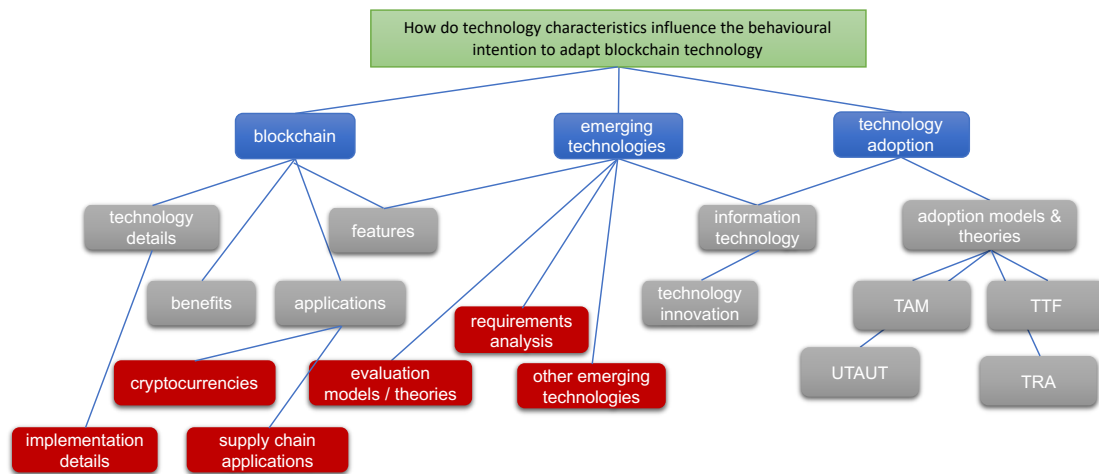 How do technology characteristics influence the behavioural
intention to adapt blockchain technology
blockchain
emerging
technologies
technology
adoption
technology
details
features
information
technology
adoption models &
theories
benefits
applications
technology
innovation
TAM
TTF
requirements
analysis
cryptocurrencies
evaluation
models / theories
other emerging
technologies
UTAUT
TRA
implementation
details
supply chain
applications